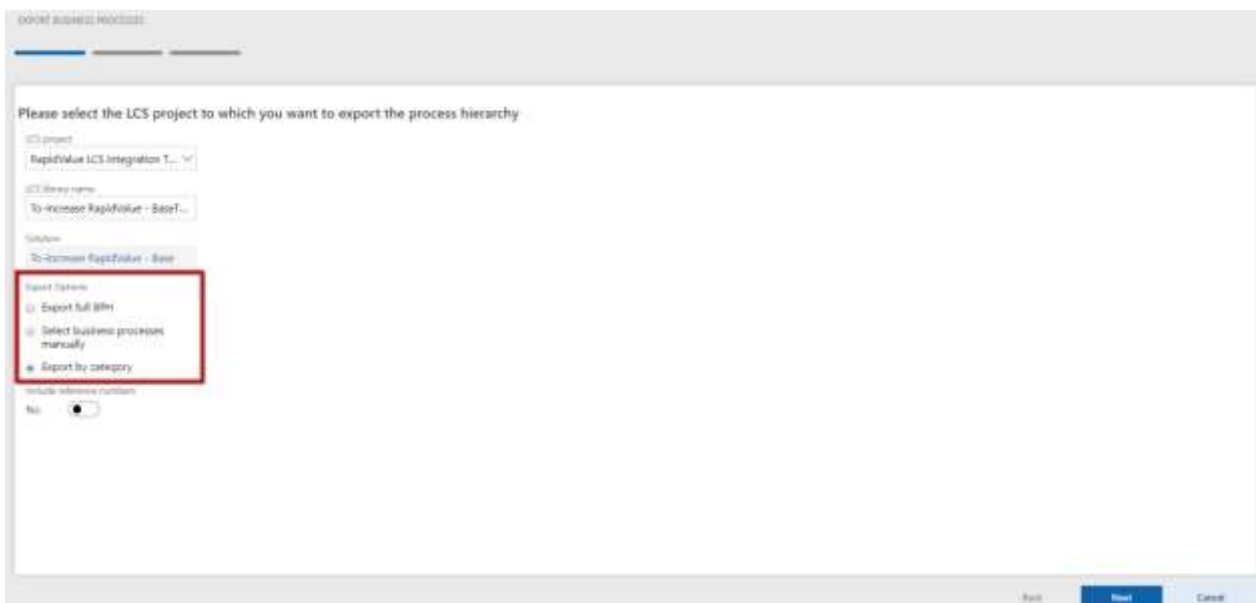 EXPORT BUSINESS PROCESSES
Please select the LCS project to which you want to export the process hierarchy
LCS project
RapidValue LCS Integration T...
LCS library name
To-Increase RapidValue - BaseT...
Solution
To-Increase RapidValue - Base
Export Options
Export full BPH
Select business processes
manually
Export by category
Include reference numbers
No
Back
Next
Cancel